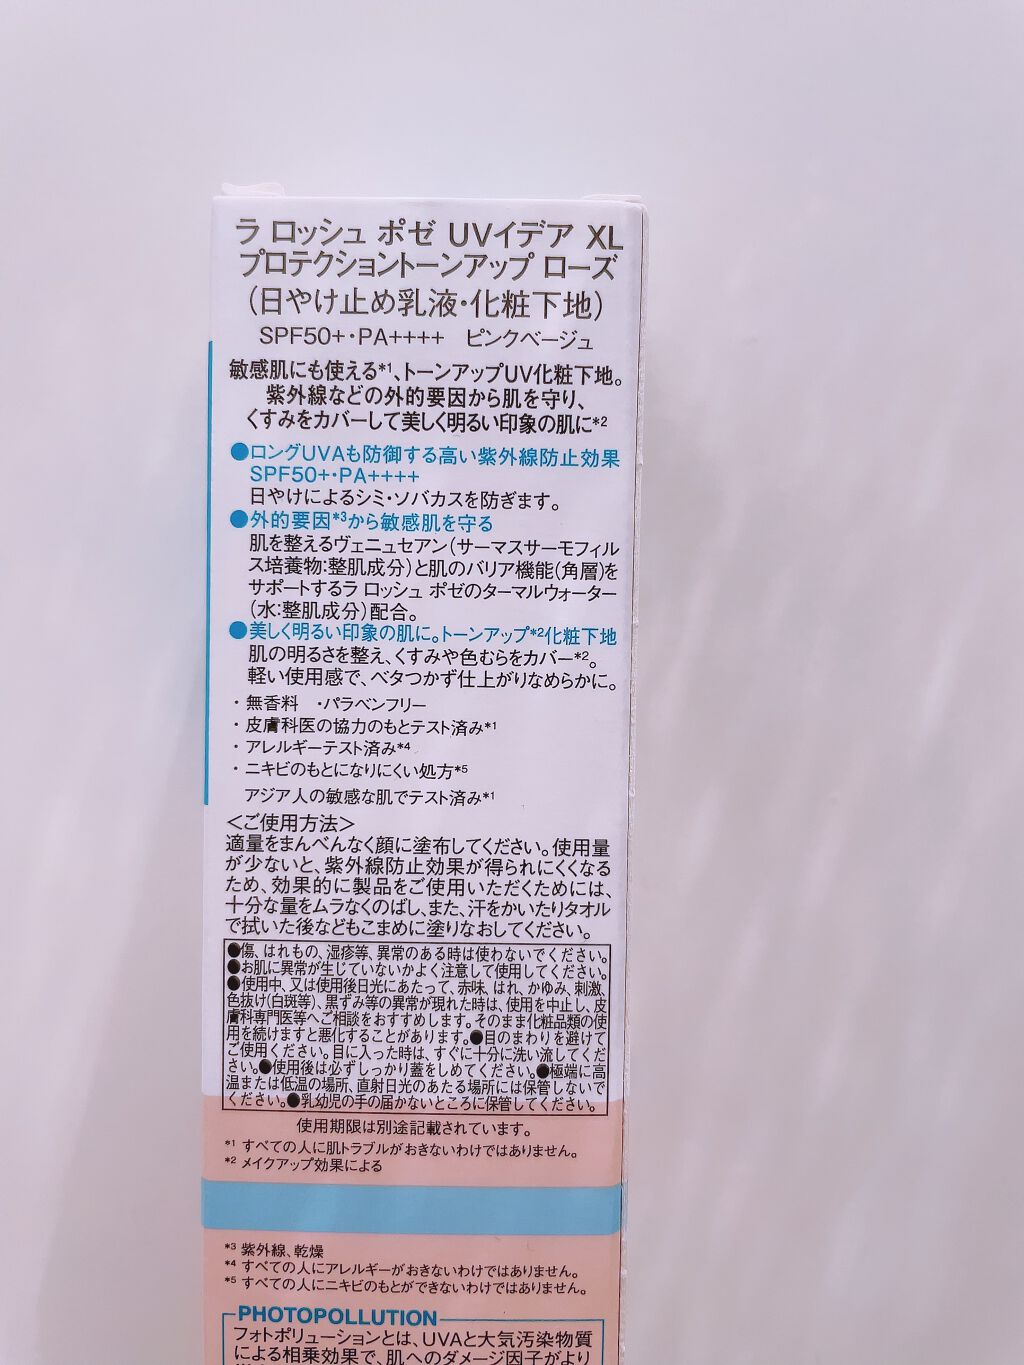 ラ ロッシュ ポゼ UVイデア XL
プロテクショントーンアップ ローズ
(日やけ止め乳液・化粧下地)
SPF50+・PA++++ ピンクベージュ
敏感肌にも使える*1、トーンアップUV化粧下地。
紫外線などの外的要因から肌を守り、
くすみをカバーして美しく明るい印象の肌に*2
●ロングUVAも防御する高い紫外線防止効果
SPF50+・PA++++
日やけによるシミ・ソバカスを防ぎます。
●外的要因*3から敏感肌を守る
肌を整えるヴェニュセアン(サーマスサーモフィル
ス培養物:整肌成分)と肌のバリア機能(角層)を
サポートするラ ロッシュ ポゼのターマルウォーター
(水:整肌成分)配合。
●美しく明るい印象の肌に。トーンアップ*2化粧下地
肌の明るさを整え、くすみや色むらをカバー*2。
軽い使用感で、ベタつかず仕上がりなめらかに。
・無香料 ・パラベンフリー
・皮膚科医の協力のもとテスト済み*1
・アレルギーテスト済み*4
・ニキビのもとになりにくい処方*5
アジア人の敏感な肌でテスト済み*1
<ご使用方法>
適量をまんべんなく顔に塗布してください。使用量
が少ないと、紫外線防止効果が得られにくくなる
ため、効果的に製品をご使用いただくためには、
十分な量をムラなくのばし、また、汗をかいたりタオル
で拭いた後などもこまめに塗りなおしてください。
●傷、はれもの、湿疹等、異常のある時は使わないでください。
●お肌に異常が生じていないかよく注意して使用してください。
●使用中、又は使用後日光にあたって、赤味、はれ、かゆみ、刺激、
色抜け(白斑等)、黒ずみ等の異常が現れた時は、使用を中止し、皮
膚科専門医等へご相談をおすすめします。そのまま化粧品類の使
用を続けますと悪化することがあります。●目のまわりを避けて
ご使用ください。目に入った時は、すぐに十分に洗い流してくだ
さい。●使用後は必ずしっかり蓋をしめてください。●極端に高
温または低温の場所、直射日光のあたる場所には保管しないで
ください。●乳幼児の手の届かないところに保管してください。
使用期限は別途記載されています。
*1 すべての人に肌トラブルがおきないわけではありません。
*2 メイクアップ効果による
*3 紫外線、乾燥
*4 すべての人にアレルギーがおきないわけではありません。
*5 すべての人にニキビのもとができないわけではありません。
PHOTOPOLLUTION
フォトポリューションとは、UVAと大気汚染物質
による相乗効果で、肌へのダメージ因子がより